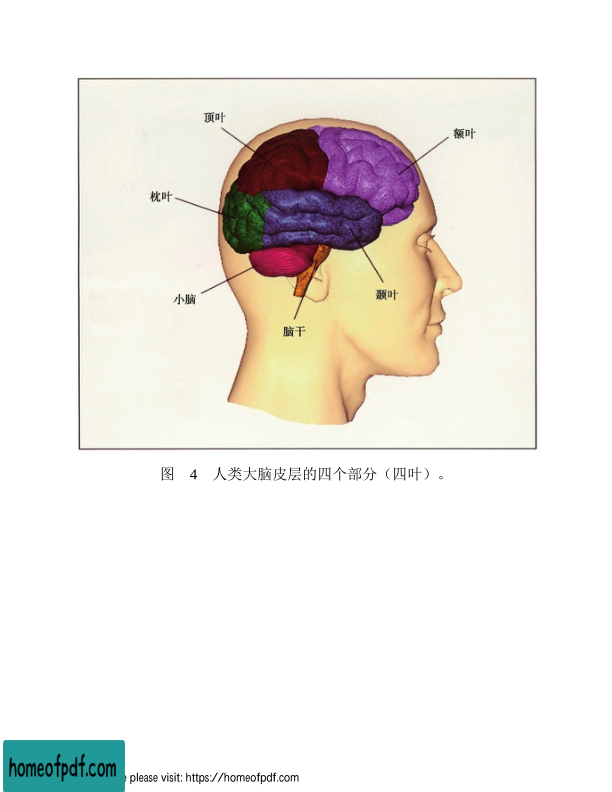 顶叶
额叶
枕叶
小脑
颞叶
脑干
图 4 人类大脑皮层的四个部分（四叶）。
homeofpdf.com
please visit: https://homeofpdf.com